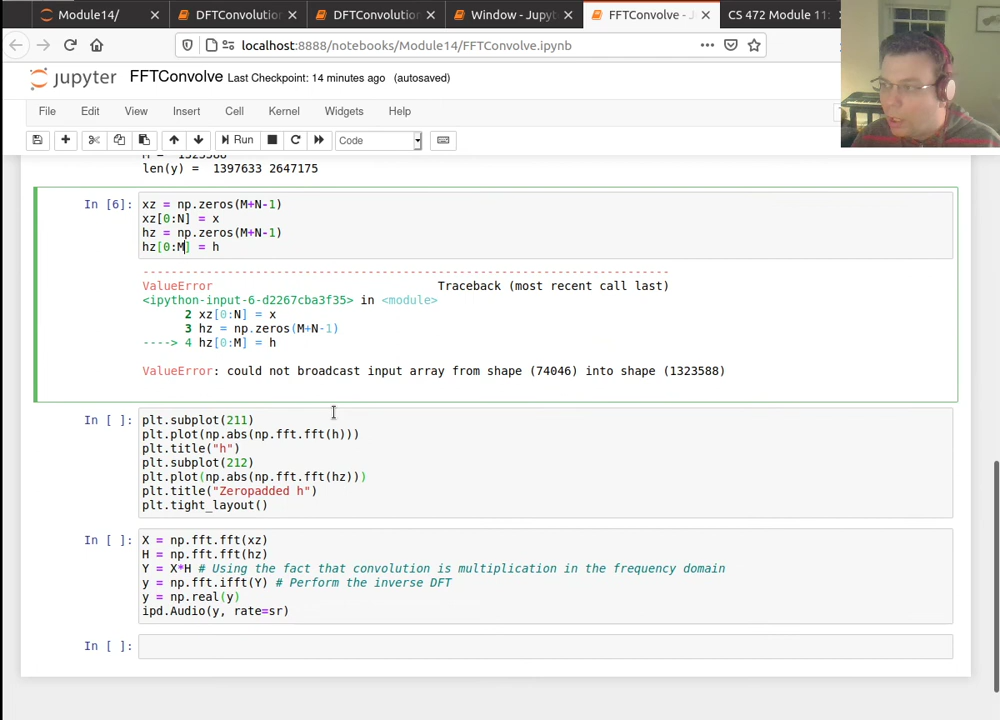 Module14/
DFTConvolutio
DFTConvolution
Window - Jupyt
FFTConvolve -
CS 472 Module 11:
localhost:8888/notebooks/Module14/FFTConvolve.ipynb
jupyter FFTConvolve Last Checkpoint: 14 minutes ago (autosaved)
File Edit View Insert Cell Kernel Widgets Help
Run Code
M = 1323588
len(y) = 1397633 2647175
In [6]: xz = np.zeros(M+N-1)
xz[0:N] = x
hz = np.zeros(M+N-1)
hz[0:M] = h
---------------------------------------------------------------------------
ValueError Traceback (most recent call last)
<ipython-input-6-d2267cba3f35> in <module>
2 xz[0:N] = x
3 hz = np.zeros(M+N-1)
----> 4 hz[0:M] = h
ValueError: could not broadcast input array from shape (74046) into shape (1323588)
In [ ]: plt.subplot(211)
plt.plot(np.abs(np.fft.fft(h)))
plt.title("h")
plt.subplot(212)
plt.plot(np.abs(np.fft.fft(hz)))
plt.title("Zeropadded h")
plt.tight_layout()
In [ ]: X = np.fft.fft(xz)
H = np.fft.fft(hz)
Y = X*H # Using the fact that convolution is multiplication in the frequency domain
y = np.fft.ifft(Y) # Perform the inverse DFT
y = np.real(y)
ipd.Audio(y, rate=sr)
In [ ]: